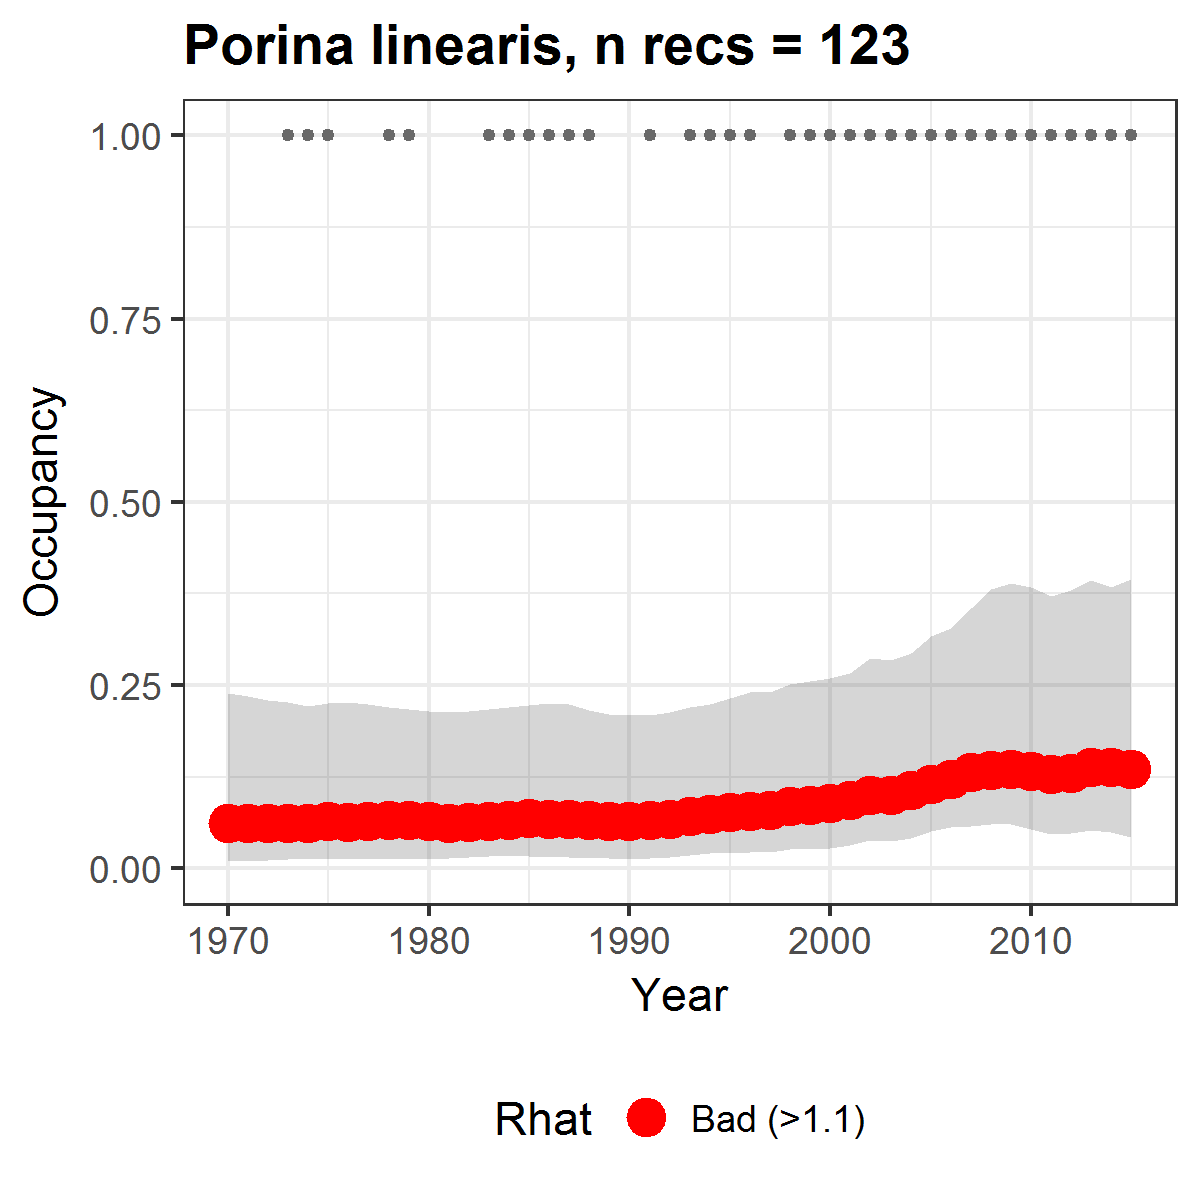 Porina linearis, n recs = 123
1.00
0.75
0.50
0.25
0.00
Occupancy
1970 1980 1990 2000 2010
Year
Rhat Bad (>1.1)